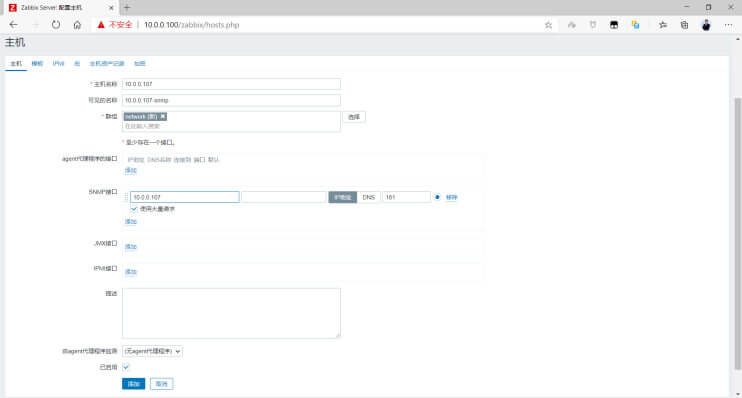 Zabbix Server: 配置主机
不安全 | 10.0.0.100/zabbix/hosts.php
主机
主机 模板 IPMI 宏 主机资产记录 加密
* 主机名称 10.0.0.107
可见的名称 10.0.0.107-snmp
* 群组 network (新) 选择
在此输入搜索
* 至少存在一个接口。
agent代理程序的接口 IP地址 DNS名称 连接到 端口 默认
添加
SNMP接口 10.0.0.107 IP地址 DNS 161 移除
使用大量请求
添加
JMX接口 添加
IPMI接口 添加
描述
由agent代理程序监测 (无agent代理程序)
已启用
添加 取消